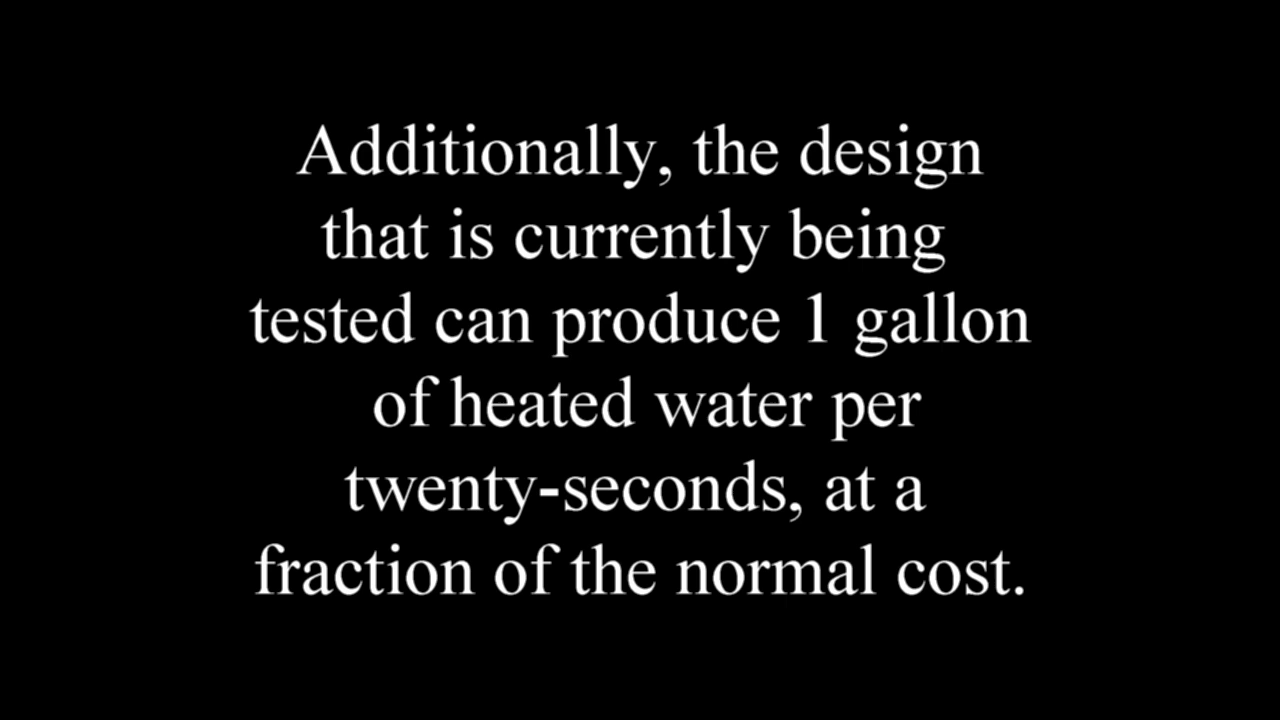 Additionally, the design
that is currently being
tested can produce 1 gallon
of heated water per
twenty-seconds, at a
fraction of the normal cost.